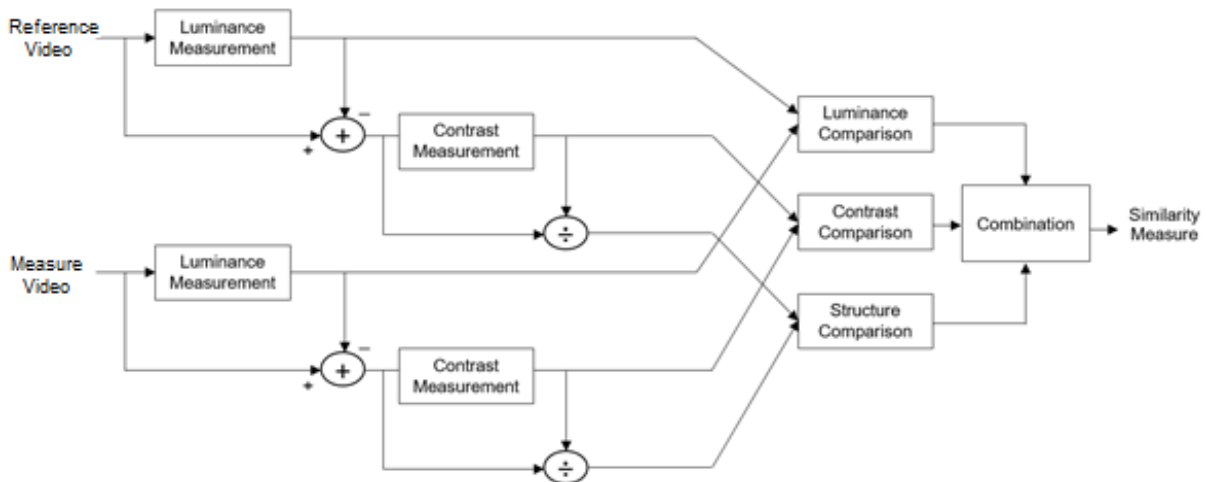 Reference
Video
Luminance
Measurement
−
+
+
Contrast
Measurement
÷
Measure
Video
Luminance
Measurement
−
+
+
Contrast
Measurement
÷
Luminance
Comparison
Contrast
Comparison
Structure
Comparison
Combination
Similarity
Measure